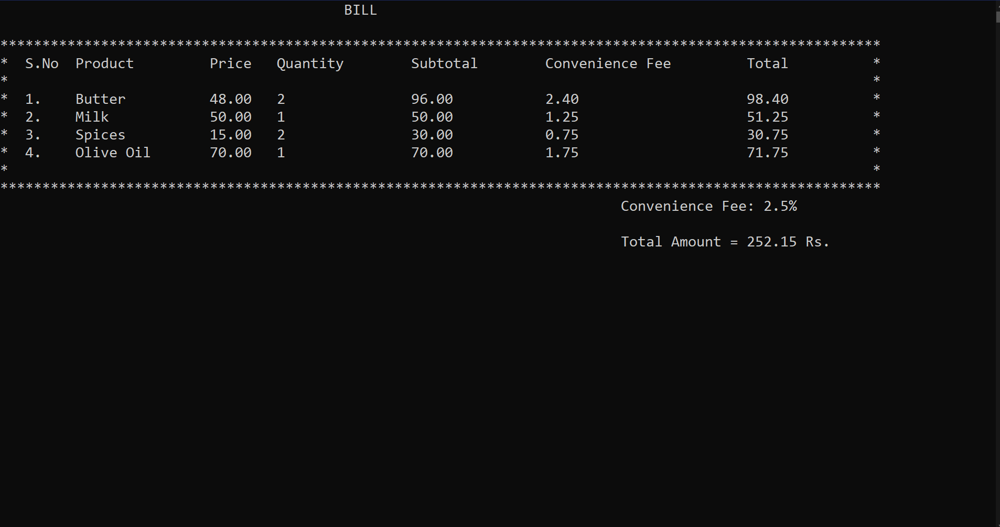 BILL
*********************************************************************************************************
* S.No Product Price Quantity Subtotal Convenience Fee Total *
* *
* 1. Butter 48.00 2 96.00 2.40 98.40 *
* 2. Milk 50.00 1 50.00 1.25 51.25 *
* 3. Spices 15.00 2 30.00 0.75 30.75 *
* 4. Olive Oil 70.00 1 70.00 1.75 71.75 *
* *
*********************************************************************************************************
Convenience Fee: 2.5%
Total Amount = 252.15 Rs.